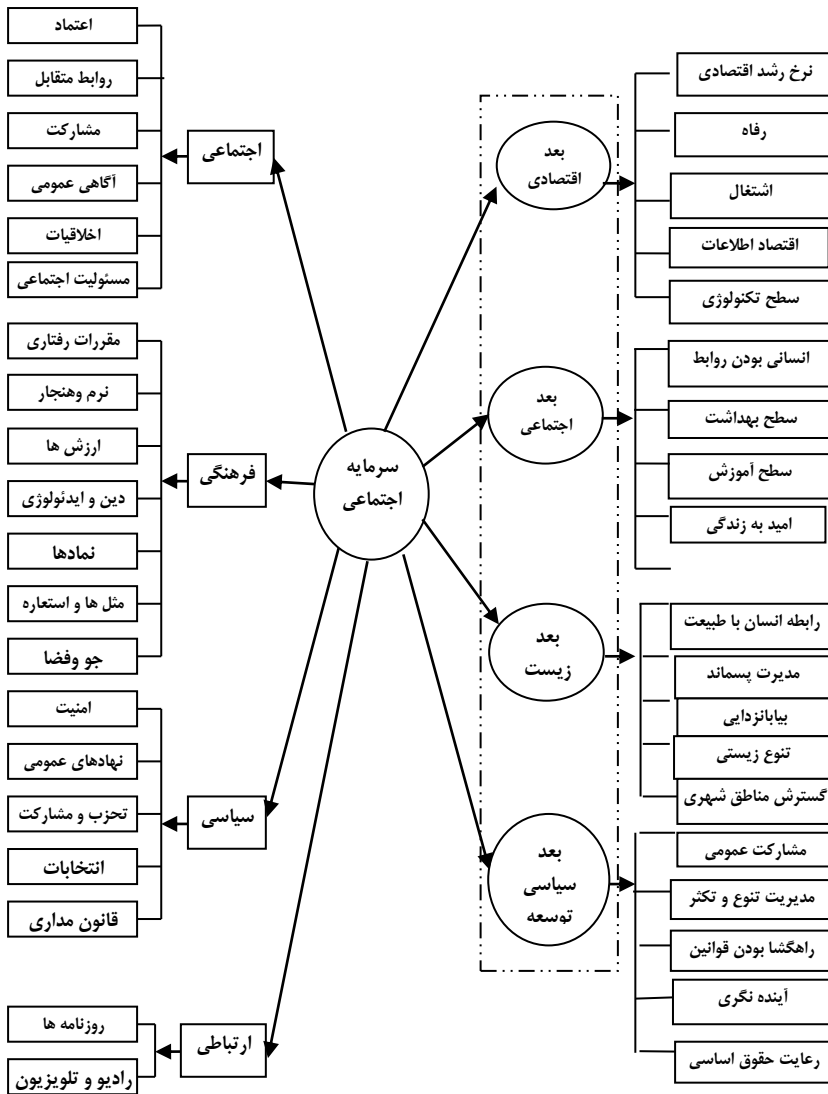 نرخ رشد اقتصادی
رفاه
اشتغال
اقتصاد اطلاعات
سطح تکنولوژی
انسانی بودن روابط
سطح بهداشت
سطح آموزش
امید به زندگی
رابطه انسان با طبیعت
مدیرت پسماند
بیابانزدایی
تنوع زیستی
گسترش مناطق شهری
مشارکت عمومی
مدیریت تنوع و تکثر
راهگشا بودن قوانین
آینده نگری
رعایت حقوق اساسی
بعد
اقتصادی
بعد
اجتماعی
بعد
زیست
بعد
سیاسی
توسعه
سرمایه
اجتماعی
اجتماعی
فرهنگی
سیاسی
ارتباطی
اعتماد
روابط متقابل
مشارکت
آگاهی عمومی
اخلاقیات
مسئولیت اجتماعی
مقررات رفتاری
نرم وهنجار
ارزش ها
دین و ایدئولوژی
نمادها
مثل ها و استعاره
جو وفضا
امنیت
نهادهای عمومی
تحزب و مشارکت
انتخابات
قانون مداری
روزنامه ها
رادیو و تلویزیون